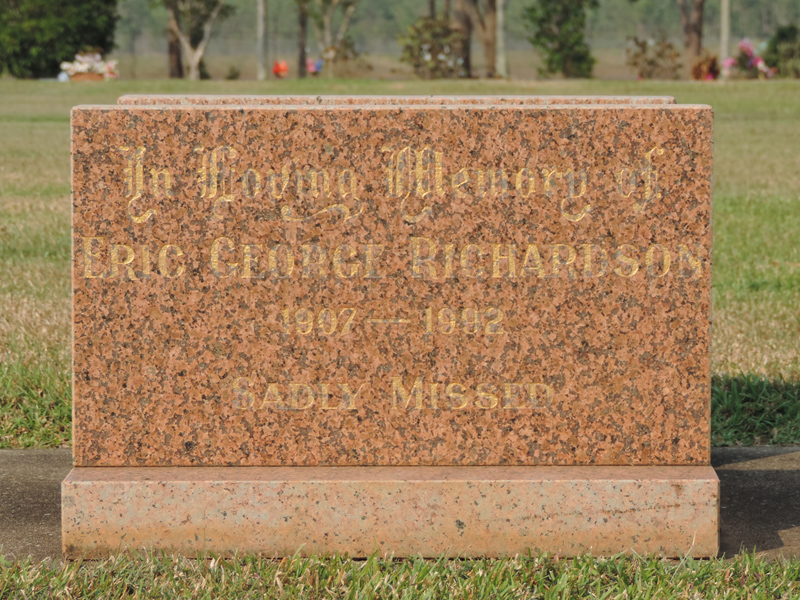 In Loving Memory of
ERIC GEORGE RICHARDSON
1907 — 1992
SADLY MISSED